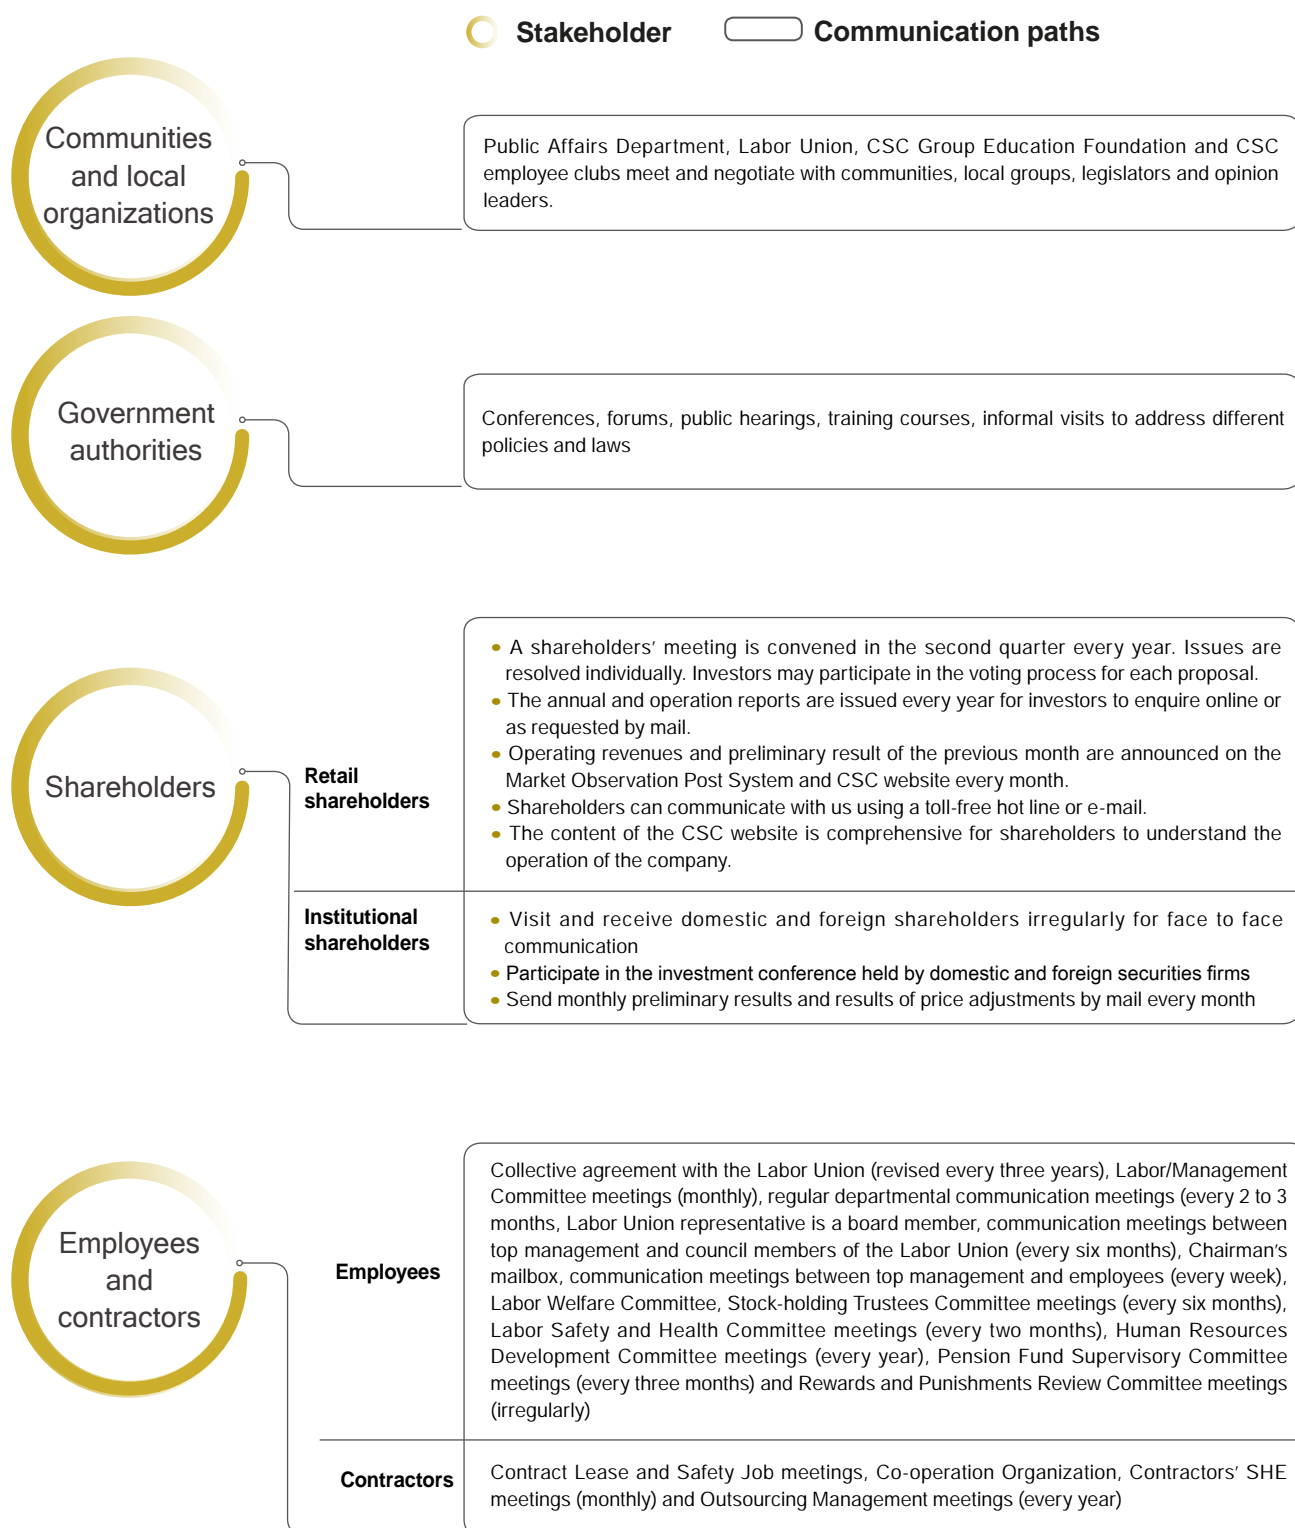 Stakeholder
Communication paths
Communities
and local
organizations
Public Affairs Department, Labor Union, CSC Group Education Foundation and CSC
employee clubs meet and negotiate with communities, local groups, legislators and opinion
leaders.
Government
authorities
Conferences, forums, public hearings, training courses, informal visits to address different
policies and laws
Shareholders
Retail
shareholders
• A shareholders' meeting is convened in the second quarter every year. Issues are
resolved individually. Investors may participate in the voting process for each proposal.
• The annual and operation reports are issued every year for investors to enquire online or
as requested by mail.
• Operating revenues and preliminary result of the previous month are announced on the
Market Observation Post System and CSC website every month.
• Shareholders can communicate with us using a toll-free hot line or e-mail.
• The content of the CSC website is comprehensive for shareholders to understand the
operation of the company.
Institutional
shareholders
• Visit and receive domestic and foreign shareholders irregularly for face to face
communication
• Participate in the investment conference held by domestic and foreign securities firms
• Send monthly preliminary results and results of price adjustments by mail every month
Employees
and
contractors
Employees
Collective agreement with the Labor Union (revised every three years), Labor/Management
Committee meetings (monthly), regular departmental communication meetings (every 2 to 3
months, Labor Union representative is a board member, communication meetings between
top management and council members of the Labor Union (every six months), Chairman's
mailbox, communication meetings between top management and employees (every week),
Labor Welfare Committee, Stock-holding Trustees Committee meetings (every six months),
Labor Safety and Health Committee meetings (every two months), Human Resources
Development Committee meetings (every year), Pension Fund Supervisory Committee
meetings (every three months) and Rewards and Punishments Review Committee meetings
(irregularly)
Contractors
Contract Lease and Safety Job meetings, Co-operation Organization, Contractors' SHE
meetings (monthly) and Outsourcing Management meetings (every year)